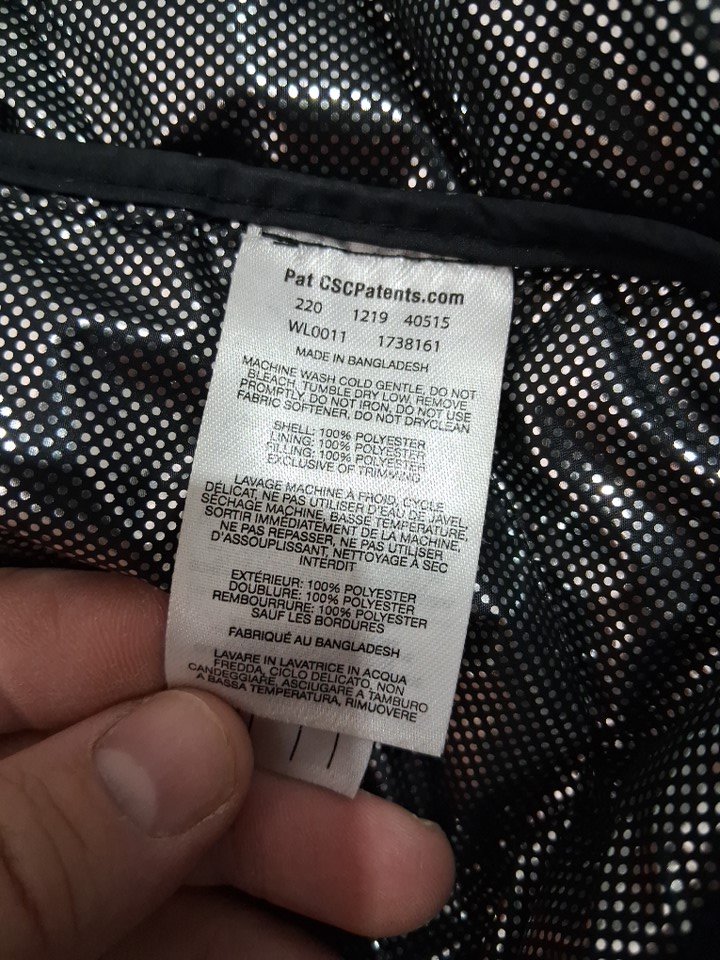 Pat CSCPatents.com
220 1219 40515
WL0011 1738161
MADE IN BANGLADESH
MACHINE WASH COLD GENTLE, DO NOT
BLEACH, TUMBLE DRY LOW, REMOVE
PROMPTLY, DO NOT IRON, DO NOT USE
FABRIC SOFTENER, DO NOT DRYCLEAN
SHELL: 100% POLYESTER
LINING: 100% POLYESTER
FILLING: 100% POLYESTER
EXCLUSIVE OF TRIMMING
LAVAGE MACHINE À FROID, CYCLE
DÉLICAT, NE PAS UTILISER D'EAU DE JAVEL,
SÉCHAGE MACHINE, BASSE TEMPÉRATURE,
SORTIR IMMÉDIATEMENT DE LA MACHINE,
NE PAS REPASSER, NE PAS UTILISER
D'ASSOUPLISSANT, NETTOYAGE À SEC
INTERDIT
EXTÉRIEUR: 100% POLYESTER
DOUBLURE: 100% POLYESTER
REMBOURRURE: 100% POLYESTER
SAUF LES BORDURES
FABRIQUÉ AU BANGLADESH
LAVARE IN LAVATRICE IN ACQUA
FREDDA, CICLO DELICATO, NON
CANDEGGIARE, ASCIUGARE A TAMBURO
A BASSA TEMPERATURA, RIMUOVERE